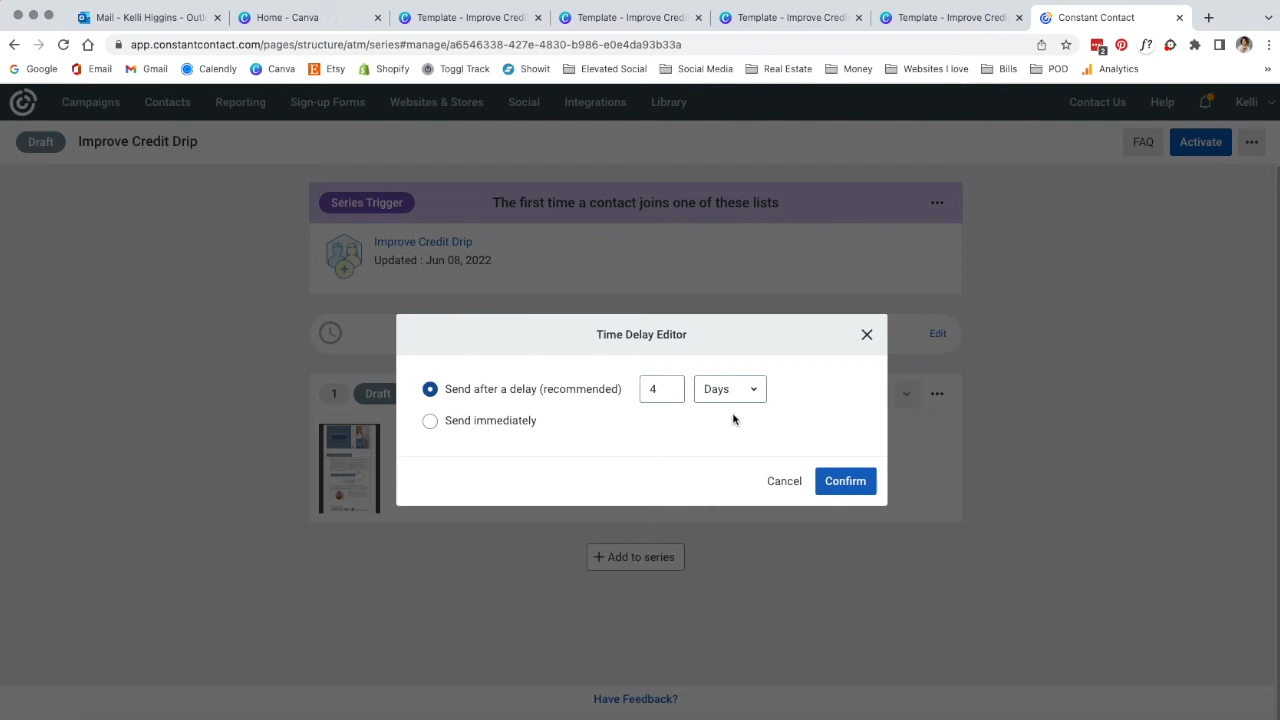 Mail - Kelli Higgins - Outl
Home - Canva
Template - Improve Credi
Template - Improve Credi
Template - Improve Credi
Template - Improve Credi
Constant Contact
app.constantcontact.com/pages/structure/atm/series#manage/a6546338-427e-4830-b986-e0e4da93b33a
2
f?
Google
Email
Gmail
Calendly
Canva
Etsy
Shopify
Toggl Track
Showit
Elevated Social
Social Media
Real Estate
Money
Websites I love
Bills
POD
Analytics
»
Campaigns
Contacts
Reporting
Sign-up Forms
Websites & Stores
Social
Integrations
Library
Contact Us
Help
Kelli
Draft
Improve Credit Drip
FAQ
Activate
Series Trigger
The first time a contact joins one of these lists
Improve Credit Drip
Updated : Jun 08, 2022
Edit
Time Delay Editor
Send after a delay (recommended)
4
Days
Send immediately
Cancel
Confirm
1
Draft
+ Add to series
Have Feedback?